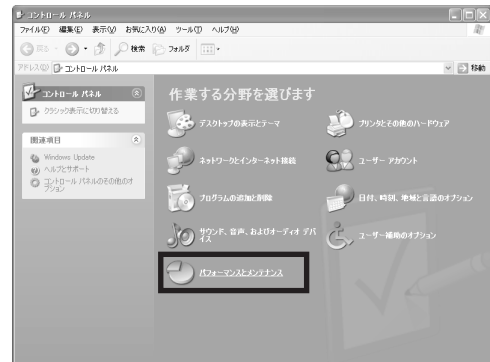 コントロール パネル
ファイル(F) 編集(E) 表示(V) お気に入り(A) ツール(T) ヘルプ(H)
戻る 検索 フォルダ
アドレス(D) コントロール パネル 移動
コントロール パネル
クラシック表示に切り替える
関連項目
Windows Update
ヘルプとサポート
コントロール パネルのその他のオプション
作業する分野を選びます
デスクトップの表示とテーマ
プリンタとその他のハードウェア
ネットワークとインターネット接続
ユーザー アカウント
プログラムの追加と削除
日付、時刻、地域と言語のオプション
サウンド、音声、およびオーディオ デバイス
ユーザー補助のオプション
パフォーマンスとメンテナンス